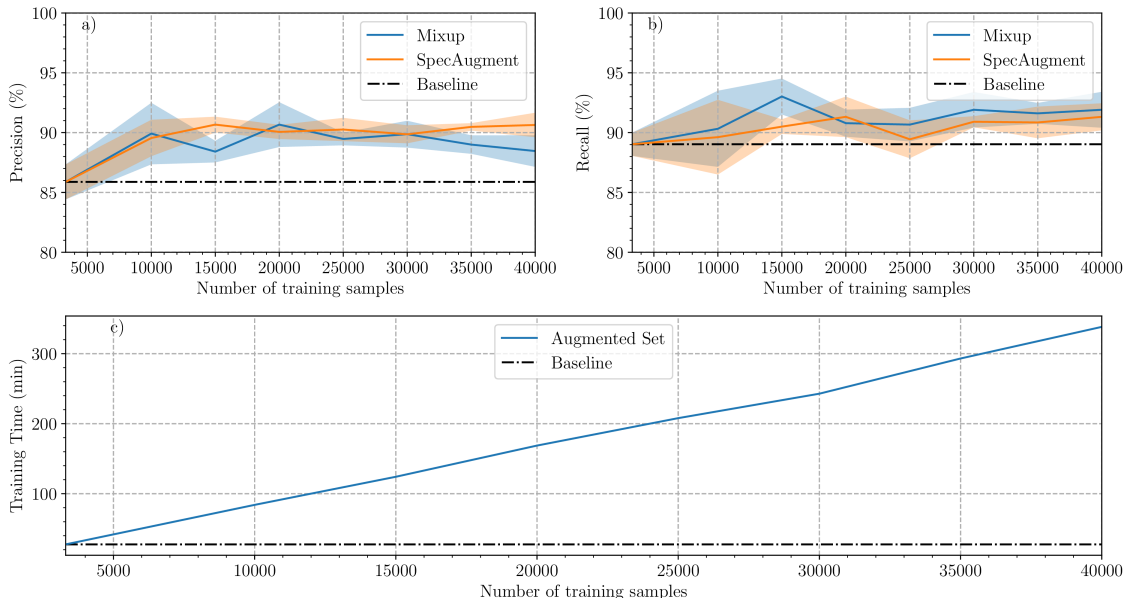 a)
Mixup
SpecAugment
Baseline
Precision (%)
100
95
90
85
80
5000 10000 15000 20000 25000 30000 35000 40000
Number of training samples
b)
Mixup
SpecAugment
Baseline
Recall (%)
100
95
90
85
80
5000 10000 15000 20000 25000 30000 35000 40000
Number of training samples
c)
Augmented Set
Baseline
Training Time (min)
300
200
100
5000 10000 15000 20000 25000 30000 35000 40000
Number of training samples